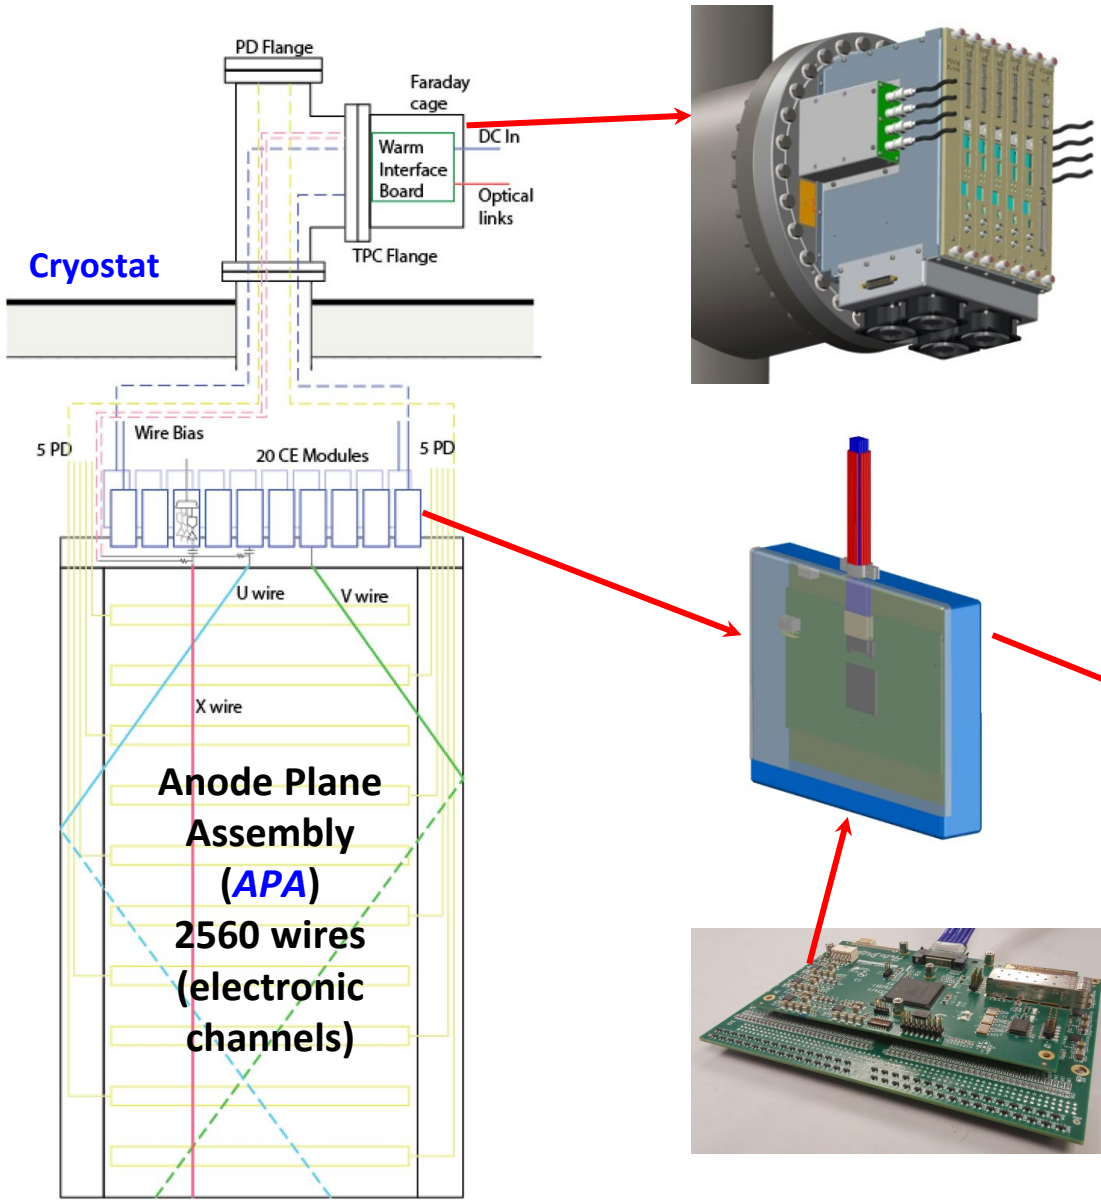 PD Flange
Faraday
cage
DC In
Warm
Interface
Board
Optical
links
TPC Flange
Cryostat
Wire Bias
5 PD
20 CE Modules
5 PD
U wire
V wire
X wire
Anode Plane
Assembly
(APA)
2560 wires
(electronic
channels)